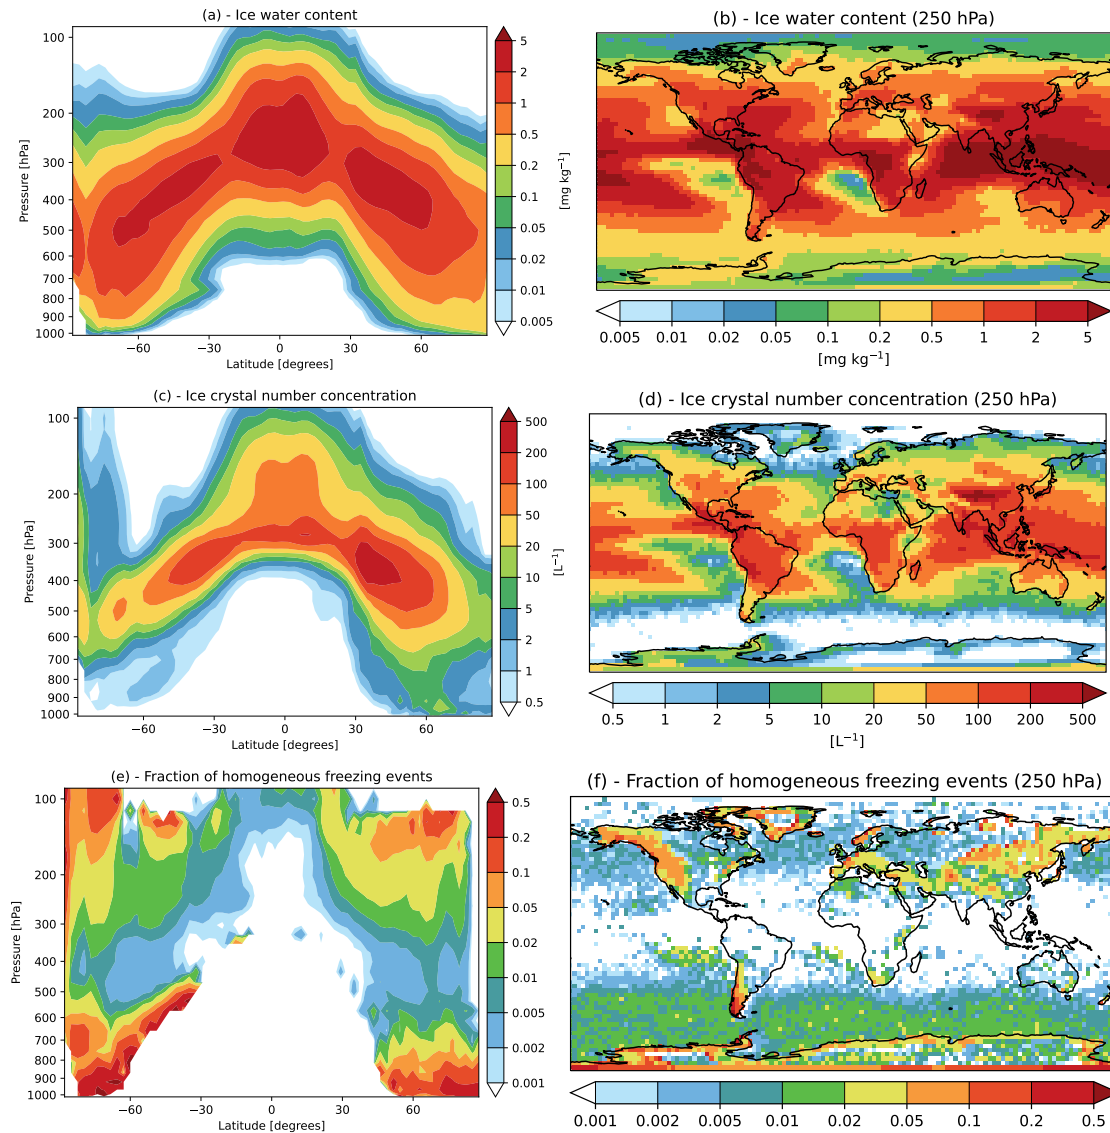 (a) - Ice water content
100
200
300
400
500
600
700
800
900
1000
Pressure [hPa]
−60 −30 0 30 60
Latitude [degrees]
5
2
1
0.5
0.2
0.1
0.05
0.02
0.01
0.005
[mg kg⁻¹]
(b) - Ice water content (250 hPa)
0.005 0.01 0.02 0.05 0.1 0.2 0.5 1 2 5
[mg kg⁻¹]
(c) - Ice crystal number concentration
100
200
300
400
500
600
700
800
900
1000
Pressure [hPa]
−60 −30 0 30 60
Latitude [degrees]
500
200
100
50
20
10
5
2
1
0.5
[L⁻¹]
(d) - Ice crystal number concentration (250 hPa)
0.5 1 2 5 10 20 50 100 200 500
[L⁻¹]
(e) - Fraction of homogeneous freezing events
100
200
300
400
500
600
700
800
900
1000
Pressure [hPa]
−60 −30 0 30 60
Latitude [degrees]
0.5
0.2
0.1
0.05
0.02
0.01
0.005
0.002
0.001
(f) - Fraction of homogeneous freezing events (250 hPa)
0.001 0.002 0.005 0.01 0.02 0.05 0.1 0.2 0.5